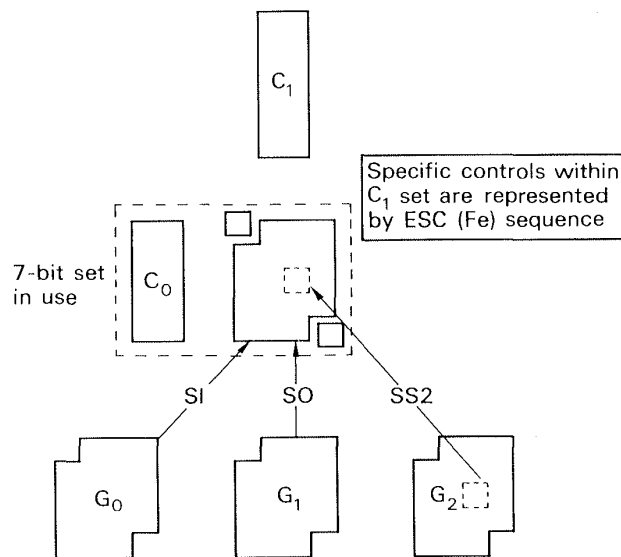 C₁
Specific controls within
C₁ set are represented
by ESC (Fe) sequence
7-bit set
in use
C₀
SI
SO
SS2
G₀
G₁
G₂